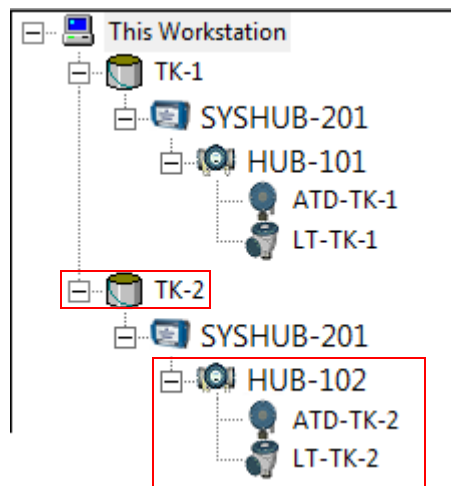 This Workstation
TK-1
SYSHUB-201
HUB-101
ATD-TK-1
LT-TK-1
TK-2
SYSHUB-201
HUB-102
ATD-TK-2
LT-TK-2